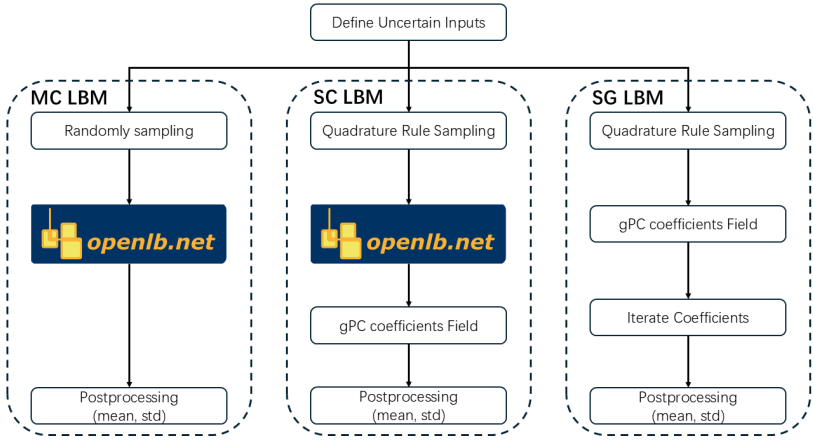 Define Uncertain Inputs
MC LBM
Randomly sampling
openlb.net
Postprocessing
(mean, std)
SC LBM
Quadrature Rule Sampling
openlb.net
gPC coefficients Field
Postprocessing
(mean, std)
SG LBM
Quadrature Rule Sampling
gPC coefficients Field
Iterate Coefficients
Postprocessing
(mean, std)